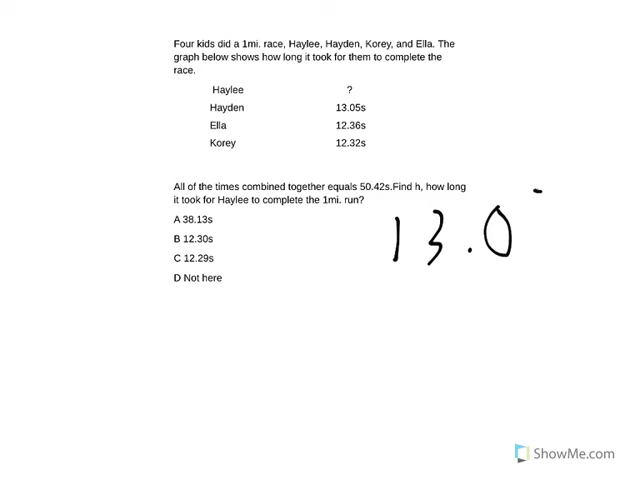 Four kids did a 1mi. race, Haylee, Hayden, Korey, and Ella. The
graph below shows how long it took for them to complete the
race.
Haylee ?
Hayden 13.05s
Ella 12.36s
Korey 12.32s
All of the times combined together equals 50.42s.Find h, how long
it took for Haylee to complete the 1mi. run?
A 38.13s
B 12.30s
C 12.29s
D Not here
13.0
ShowMe.com